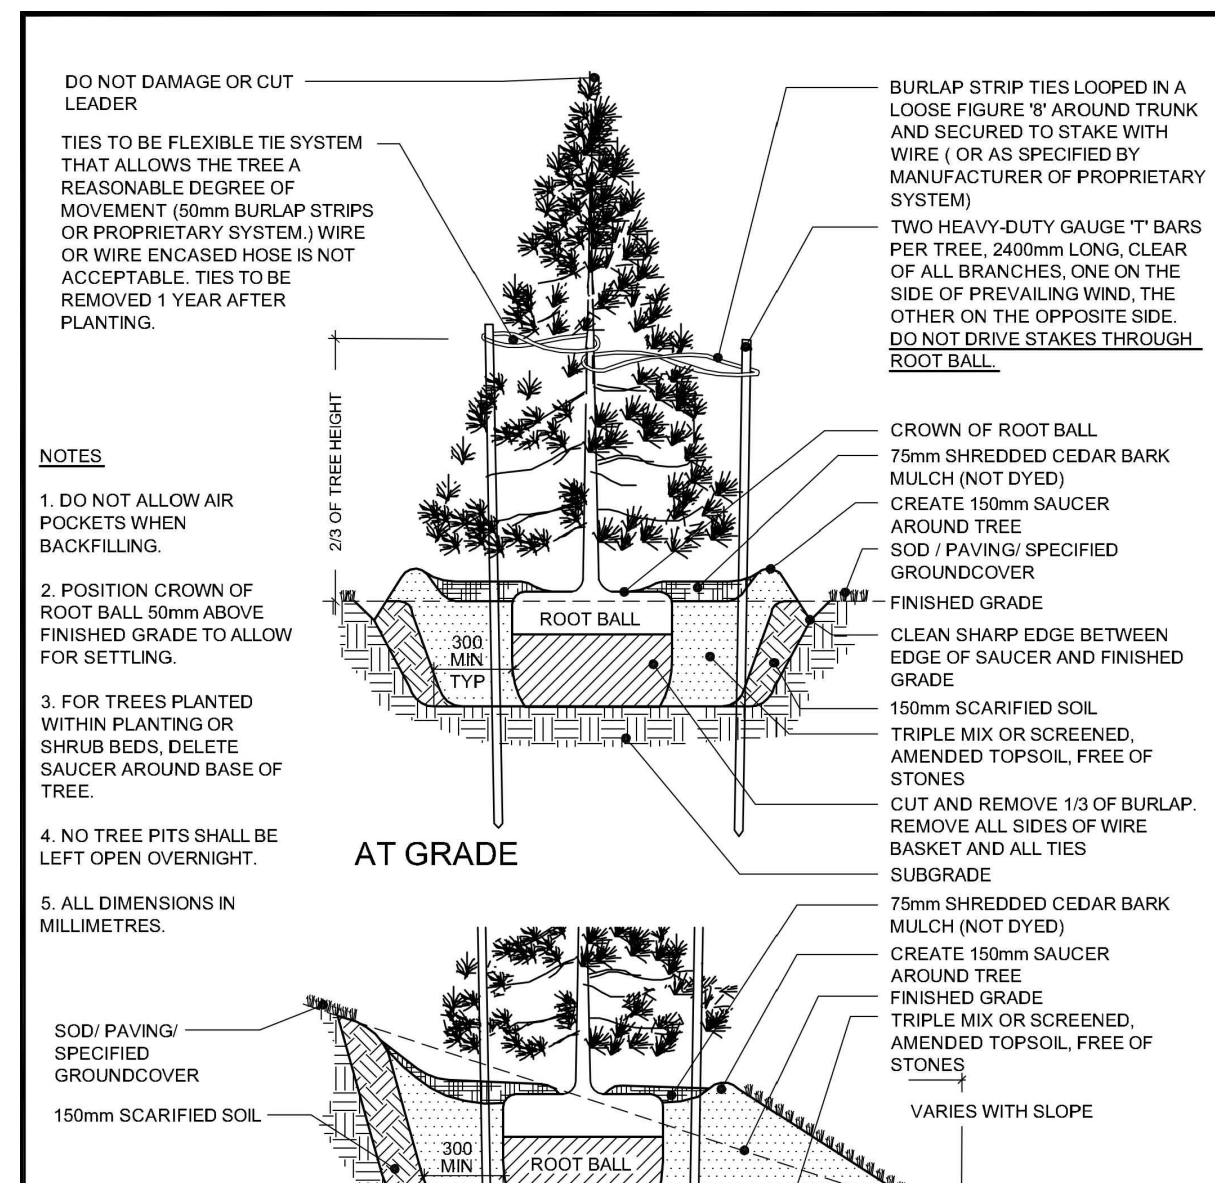 DO NOT DAMAGE OR CUT
LEADER
TIES TO BE FLEXIBLE TIE SYSTEM
THAT ALLOWS THE TREE A
REASONABLE DEGREE OF
MOVEMENT (50mm BURLAP STRIPS
OR PROPRIETARY SYSTEM.) WIRE
OR WIRE ENCASED HOSE IS NOT
ACCEPTABLE. TIES TO BE
REMOVED 1 YEAR AFTER
PLANTING.
2/3 OF TREE HEIGHT
NOTES
1. DO NOT ALLOW AIR
POCKETS WHEN
BACKFILLING.
2. POSITION CROWN OF
ROOT BALL 50mm ABOVE
FINISHED GRADE TO ALLOW
FOR SETTLING.
3. FOR TREES PLANTED
WITHIN PLANTING OR
SHRUB BEDS, DELETE
SAUCER AROUND BASE OF
TREE.
4. NO TREE PITS SHALL BE
LEFT OPEN OVERNIGHT.
5. ALL DIMENSIONS IN
MILLIMETRES.
BURLAP STRIP TIES LOOPED IN A
LOOSE FIGURE '8' AROUND TRUNK
AND SECURED TO STAKE WITH
WIRE ( OR AS SPECIFIED BY
MANUFACTURER OF PROPRIETARY
SYSTEM)
TWO HEAVY-DUTY GAUGE 'T' BARS
PER TREE, 2400mm LONG, CLEAR
OF ALL BRANCHES, ONE ON THE
SIDE OF PREVAILING WIND, THE
OTHER ON THE OPPOSITE SIDE.
DO NOT DRIVE STAKES THROUGH
ROOT BALL.
CROWN OF ROOT BALL
75mm SHREDDED CEDAR BARK
MULCH (NOT DYED)
CREATE 150mm SAUCER
AROUND TREE
SOD / PAVING/ SPECIFIED
GROUNDCOVER
FINISHED GRADE
CLEAN SHARP EDGE BETWEEN
EDGE OF SAUCER AND FINISHED
GRADE
150mm SCARIFIED SOIL
TRIPLE MIX OR SCREENED,
AMENDED TOPSOIL, FREE OF
STONES
CUT AND REMOVE 1/3 OF BURLAP.
REMOVE ALL SIDES OF WIRE
BASKET AND ALL TIES
SUBGRADE
ROOT BALL
300
MIN
TYP
AT GRADE
75mm SHREDDED CEDAR BARK
MULCH (NOT DYED)
CREATE 150mm SAUCER
AROUND TREE
FINISHED GRADE
TRIPLE MIX OR SCREENED,
AMENDED TOPSOIL, FREE OF
STONES
VARIES WITH SLOPE
SOD/ PAVING/
SPECIFIED
GROUNDCOVER
150mm SCARIFIED SOIL
300
MIN
ROOT BALL